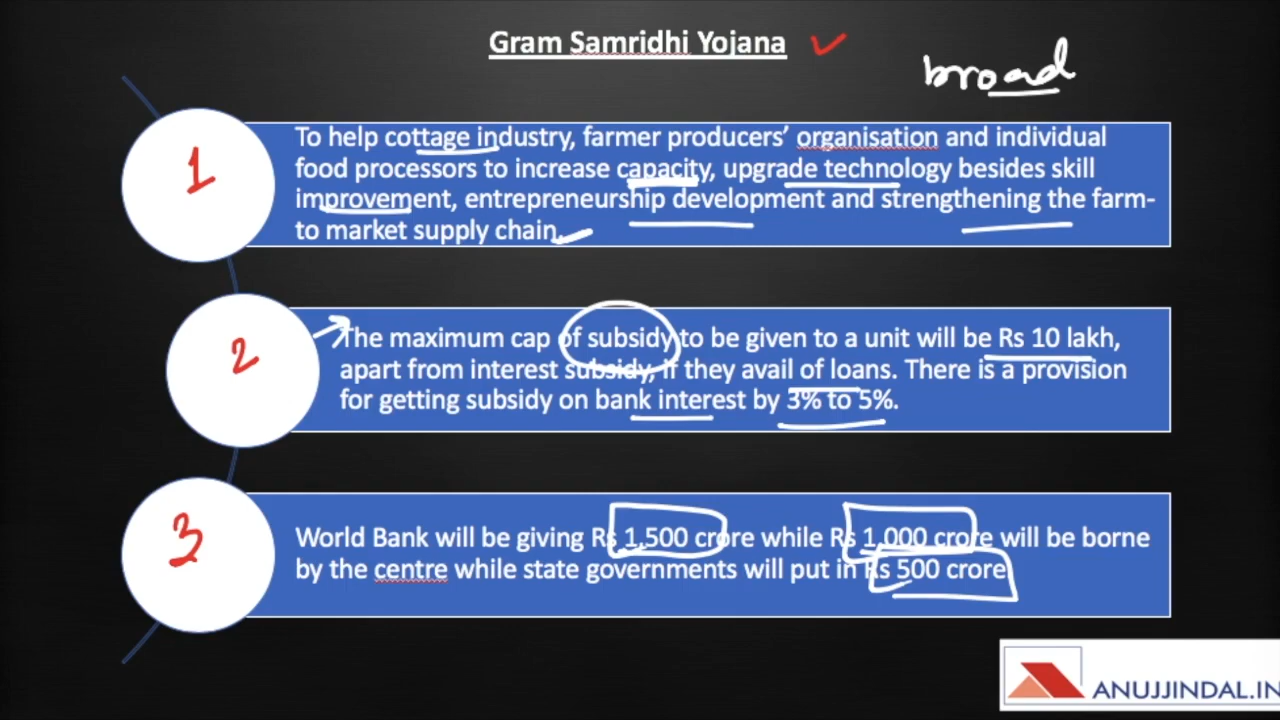 Gram Samridhi Yojana
broad
1
To help cottage industry, farmer producers' organisation and individual
food processors to increase capacity, upgrade technology besides skill
improvement, entrepreneurship development and strengthening the farm-
to market supply chain.
2
The maximum cap of subsidy to be given to a unit will be Rs 10 lakh,
apart from interest subsidy, if they avail of loans. There is a provision
for getting subsidy on bank interest by 3% to 5%.
3
World Bank will be giving Rs 1,500 crore while Rs 1,000 crore will be borne
by the centre while state governments will put in Rs 500 crore
ANUJJINDAL.IN